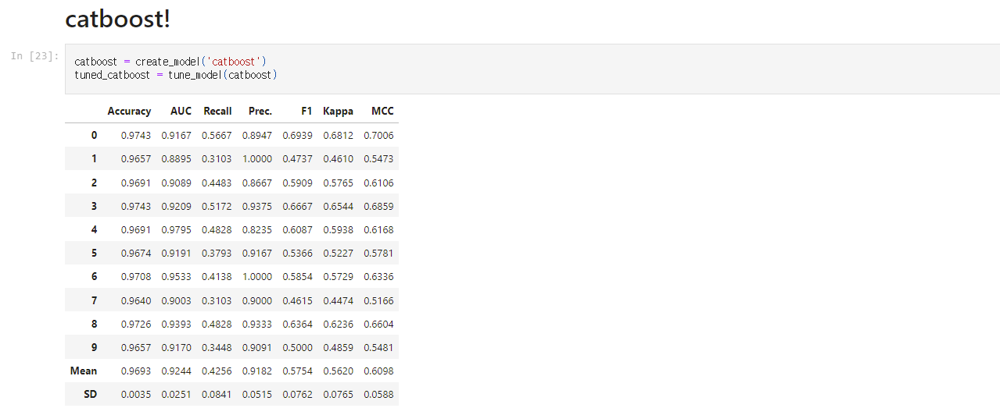 catboost!
In [23]:
catboost = create_model('catboost')
tuned_catboost = tune_model(catboost)
Accuracy AUC Recall Prec. F1 Kappa MCC
0 0.9743 0.9167 0.5667 0.8947 0.6939 0.6812 0.7006
1 0.9657 0.8895 0.3103 1.0000 0.4737 0.4610 0.5473
2 0.9691 0.9089 0.4483 0.8667 0.5909 0.5765 0.6106
3 0.9743 0.9209 0.5172 0.9375 0.6667 0.6544 0.6859
4 0.9691 0.9795 0.4828 0.8235 0.6087 0.5938 0.6168
5 0.9674 0.9191 0.3793 0.9167 0.5366 0.5227 0.5781
6 0.9708 0.9533 0.4138 1.0000 0.5854 0.5729 0.6336
7 0.9640 0.9003 0.3103 0.9000 0.4615 0.4474 0.5166
8 0.9726 0.9393 0.4828 0.9333 0.6364 0.6236 0.6604
9 0.9657 0.9170 0.3448 0.9091 0.5000 0.4859 0.5481
Mean 0.9693 0.9244 0.4256 0.9182 0.5754 0.5620 0.6098
SD 0.0035 0.0251 0.0841 0.0515 0.0762 0.0765 0.0588